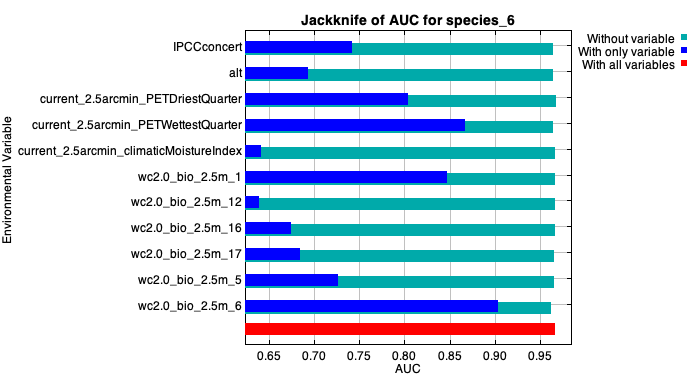 Jackknife of AUC for species_6
Without variable
With only variable
With all variables
Environmental Variable
IPCCconcert
alt
current_2.5arcmin_PETDriestQuarter
current_2.5arcmin_PETWettestQuarter
current_2.5arcmin_climaticMoistureIndex
wc2.0_bio_2.5m_1
wc2.0_bio_2.5m_12
wc2.0_bio_2.5m_16
wc2.0_bio_2.5m_17
wc2.0_bio_2.5m_5
wc2.0_bio_2.5m_6
0.65 0.70 0.75 0.80 0.85 0.90 0.95
AUC